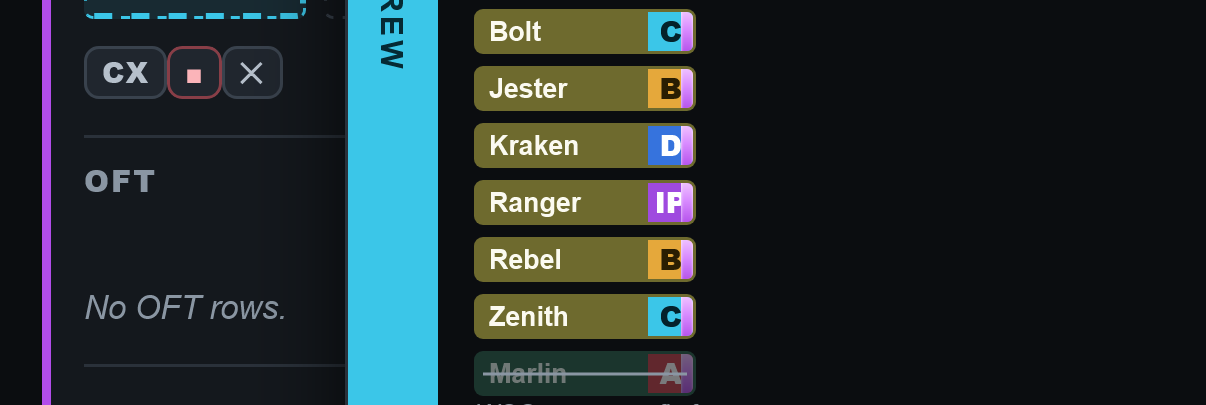 CX
OFT
No OFT rows.
REW
Bolt C
Jester B
Kraken D
Ranger IP
Rebel B
Zenith C
Marlin A